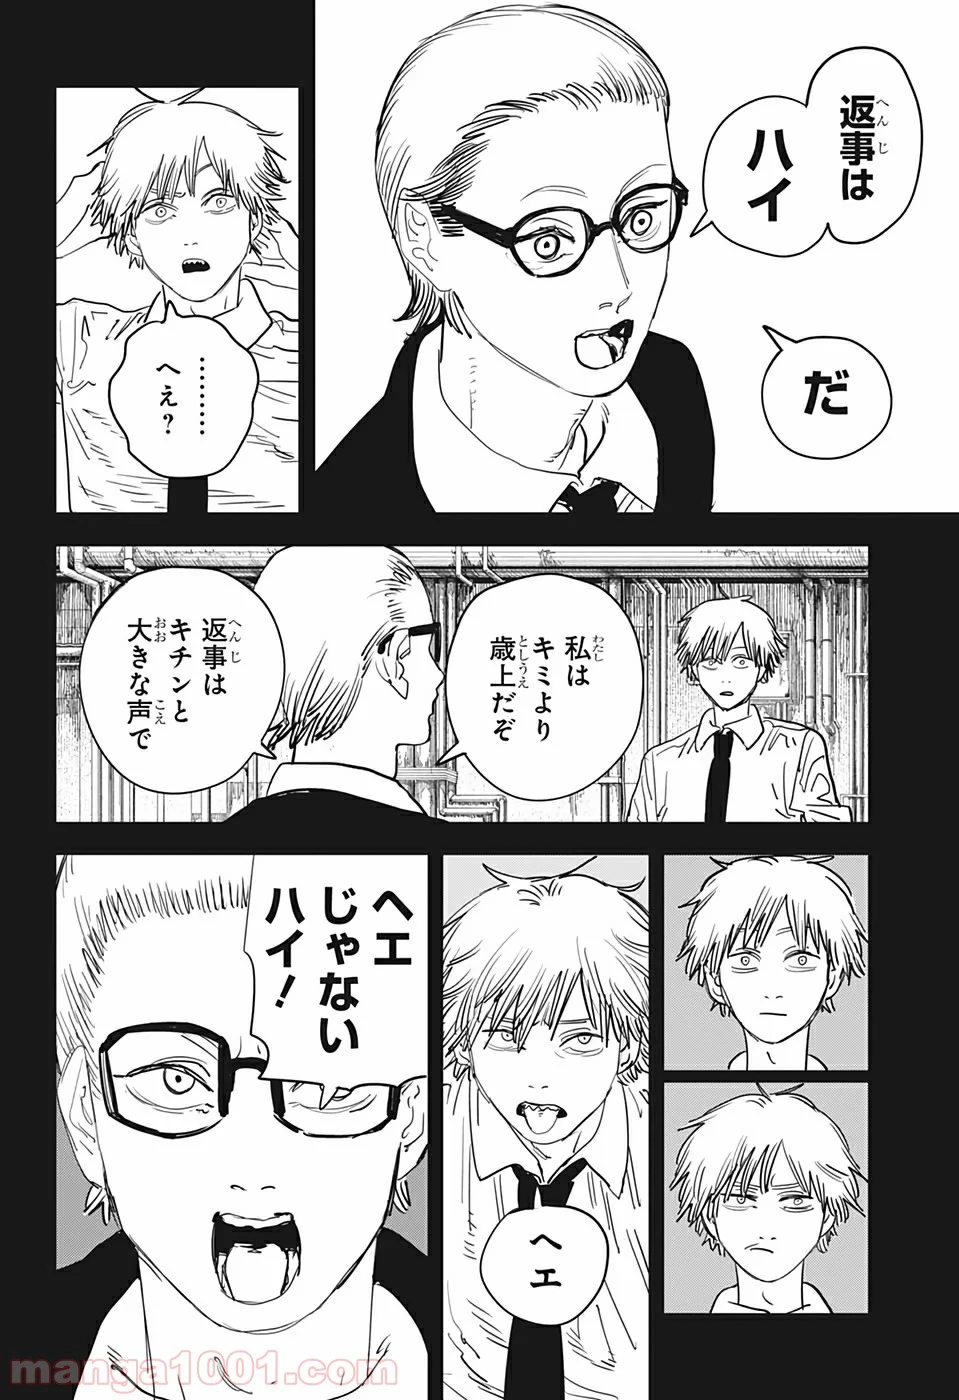 返事は
ハイ
だ
………
へぇ?
私は
キミより
歳上だぞ
返事は
キチンと
大きな声で
ヘエ
ヘエ
じゃない
ハイ!
manga1001.com